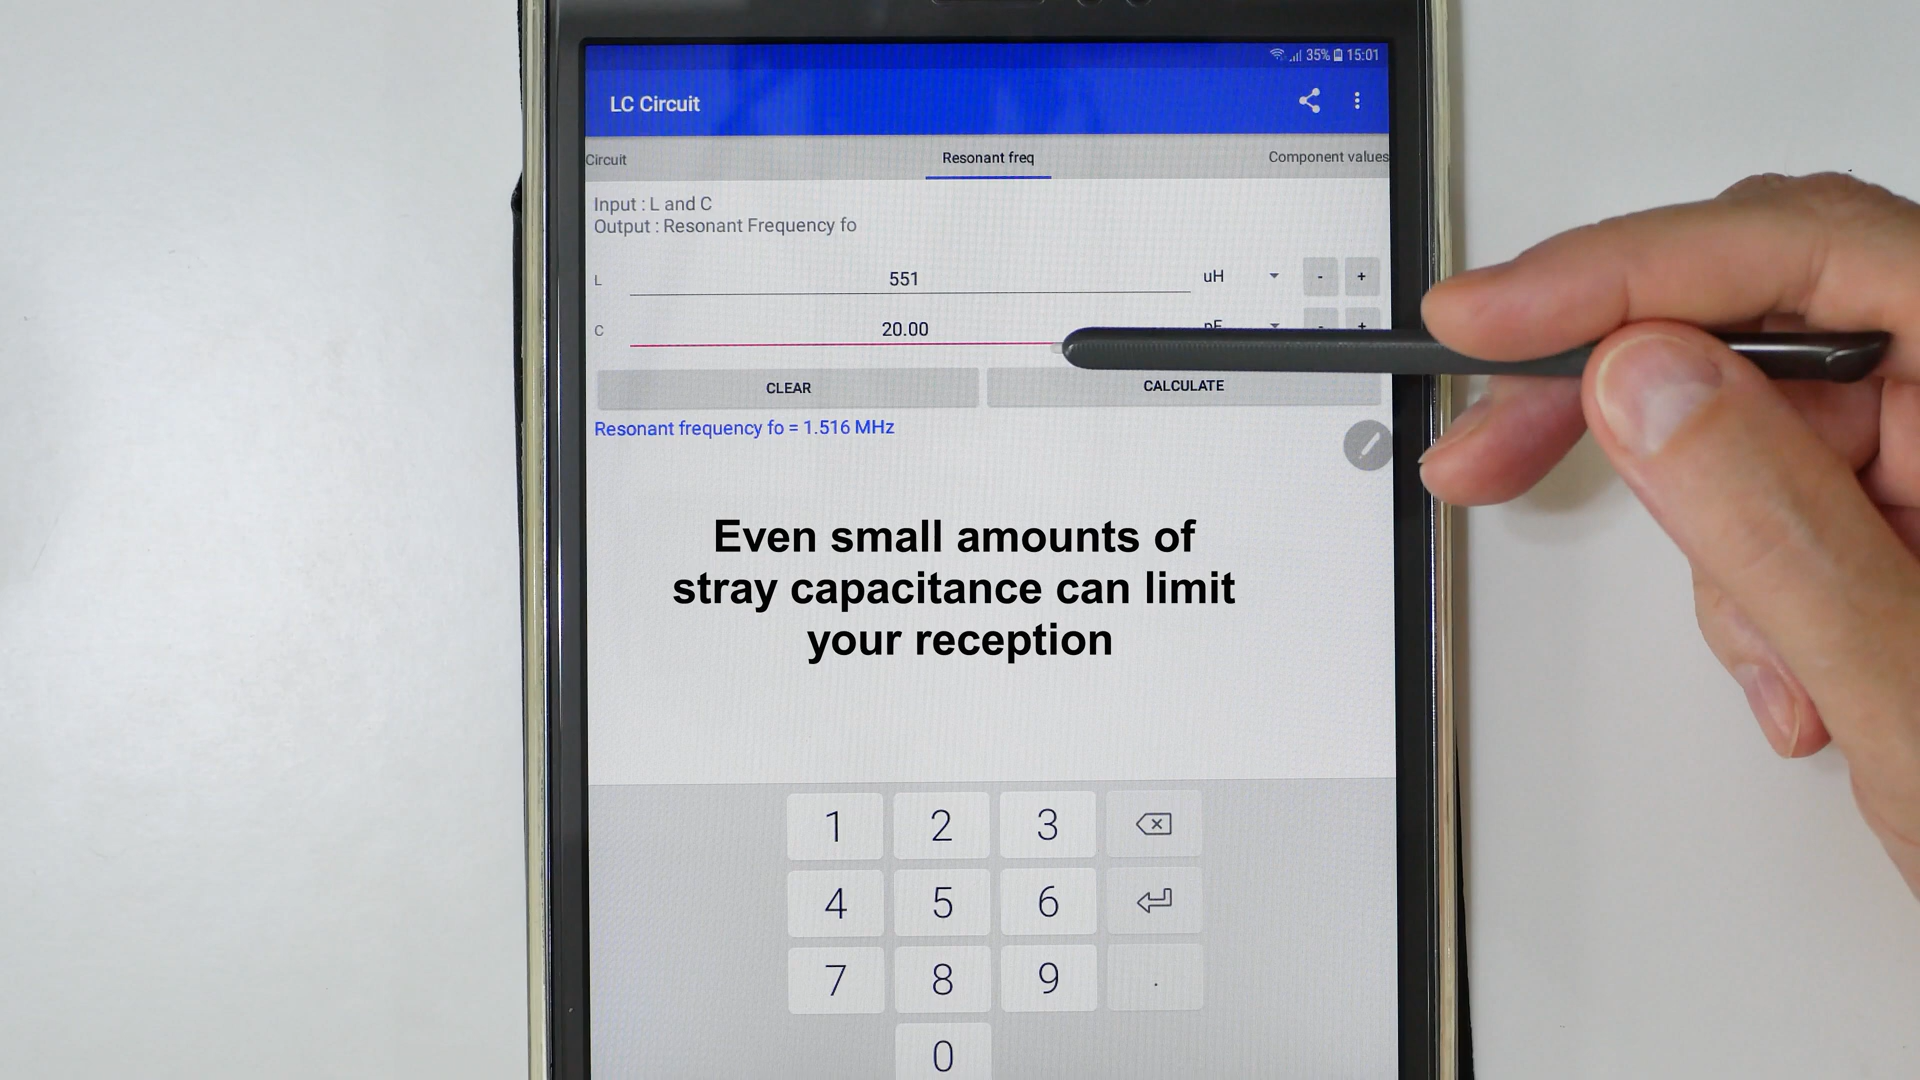 35% 15:01
LC Circuit
Circuit Resonant freq Component values
Input : L and C
Output : Resonant Frequency fo
L 551 uH - +
C 20.00 pF - +
CLEAR CALCULATE
Resonant frequency fo = 1.516 MHz
Even small amounts of
stray capacitance can limit
your reception
1 2 3
4 5 6
7 8 9 .
0